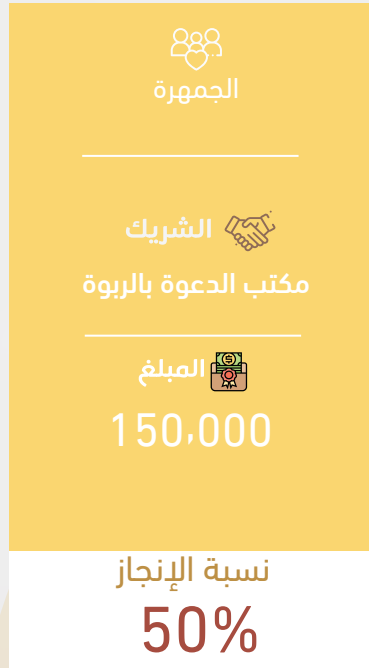 الجمهرة
الشريك
مكتب الدعوة بالربوة
المبلغ
150,000
نسبة الإنجاز
50%